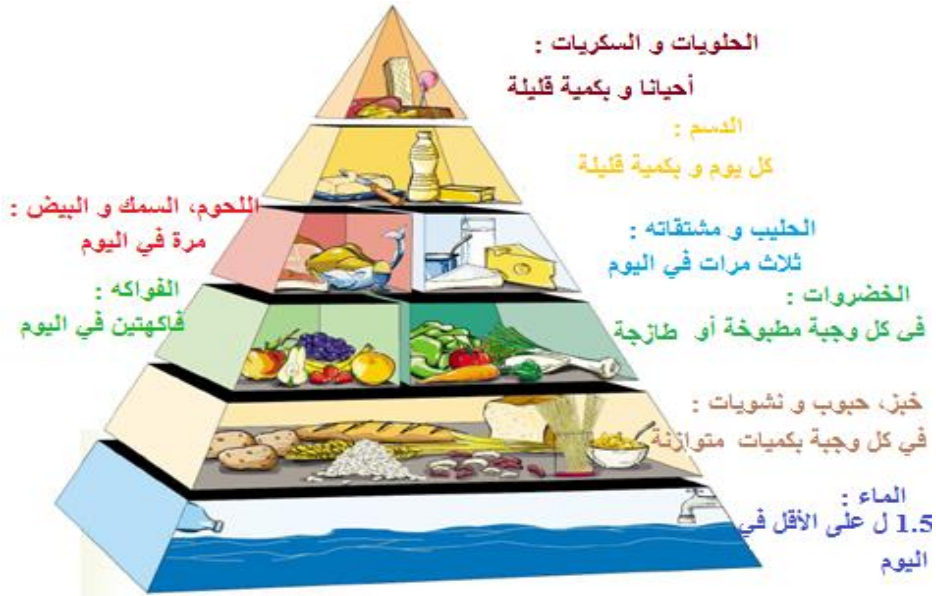 الحلويات و السكريات :
أحيانا و بكمية قليلة
الدسم :
كل يوم و بكمية قليلة
اللحوم، السمك و البيض :
مرة في اليوم
الحليب و مشتقاته :
ثلاث مرات في اليوم
الفواكه :
فاكهتين في اليوم
الخضروات :
في كل وجبة مطبوخة أو طازجة
خبز، حبوب و نشويات :
في كل وجبة بكميات متوازنة
الماء :
1.5 ل على الأقل في
اليوم